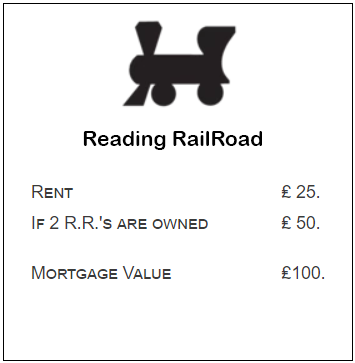 Reading RailRoad
Rent ₤ 25.
If 2 R.R.'s are owned ₤ 50.
Mortgage Value ₤100.